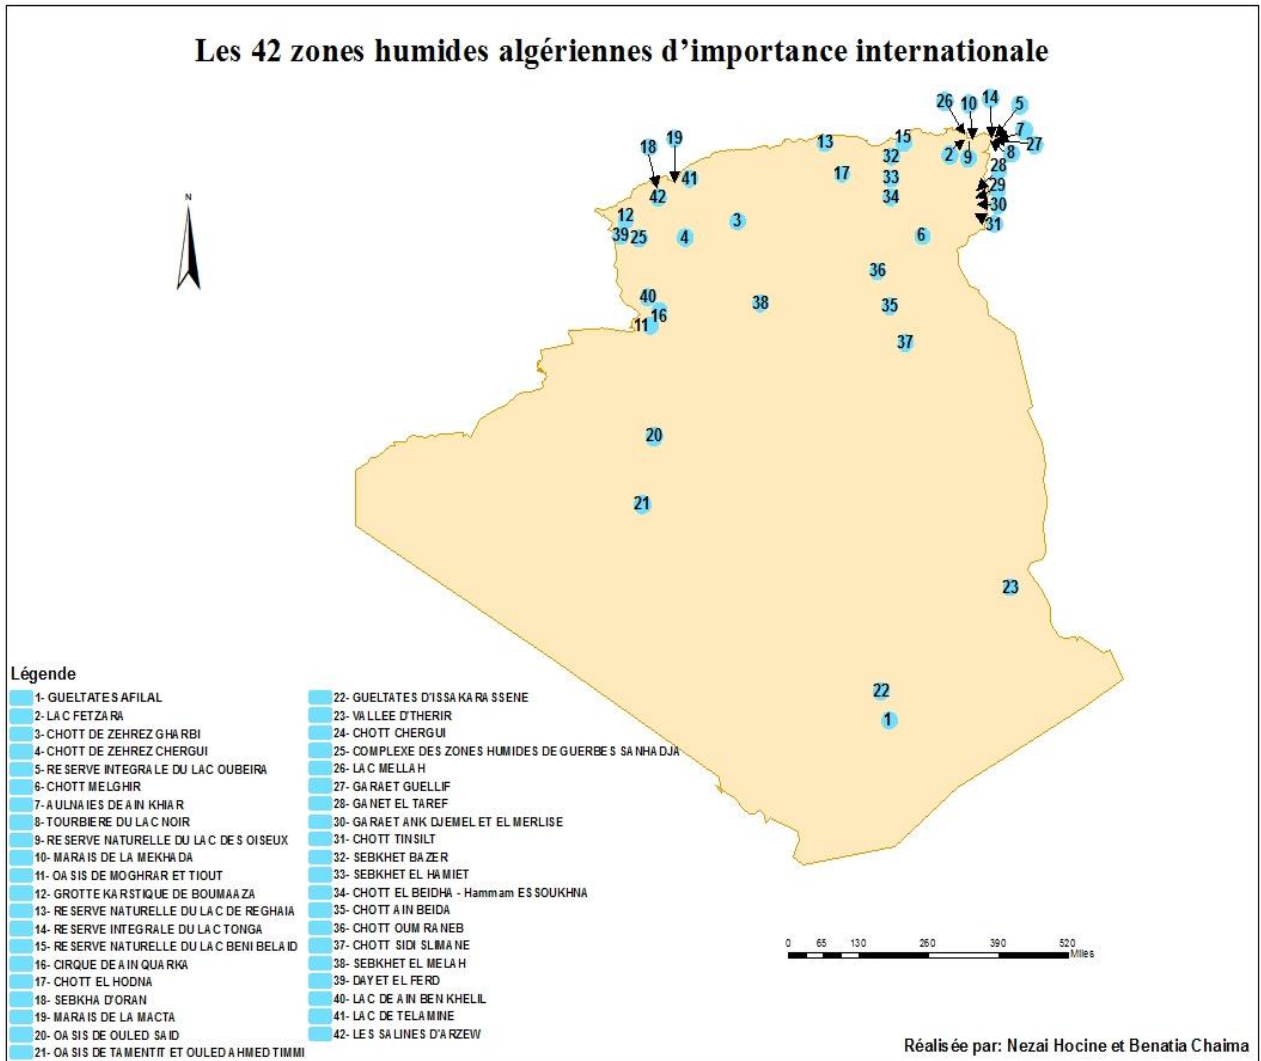 Les 42 zones humides algériennes d’importance internationale
N
26
10
14
5
7
27
8
2
9
28
29
30
31
15
13
32
33
34
17
18
19
41
42
12
39
25
4
3
6
36
35
37
38
40
16
11
20
21
23
22
1
Légende
1- GUELTATES AFILAL
2- LAC FETZARA
3- CHOTT DE ZEHREZ GHARBI
4- CHOTT DE ZEHREZ CHERGUI
5- RESERVE INTEGRALE DU LAC OUBEIRA
6- CHOTT MELGHIR
7- AULNAIES DE AIN KHIAR
8- TOURBIERE DU LAC NOIR
9- RESERVE NATURELLE DU LAC DES OISEUX
10- MARAIS DE LA MEKHADA
11- OASIS DE MOGHRAR ET TIOUT
12- GROTTE KARSTIQUE DE BOUMAAZA
13- RESERVE NATURELLE DU LAC DE REGHAIA
14- RESERVE INTEGRALE DU LAC TONGA
15- RESERVE NATURELLE DU LAC BENI BELAID
16- CIRQUE DE AIN QUARKA
17- CHOTT EL HODNA
18- SEBKHA D'ORAN
19- MARAIS DE LA MACTA
20- OASIS DE OULED SAID
21- OASIS DE TAMENTIT ET OULED AHMED TIMMI
22- GUELTATES D'ISSAKARASSENE
23- VALLEE D'THERIR
24- CHOTT CHERGUI
25- COMPLEXE DES ZONES HUMIDES DE GUERBES SANHADJA
26- LAC MELLAH
27- GARAET GUELLIF
28- GANET EL TAREF
30- GARAET ANK DJEMEL ET EL MERLISE
31- CHOTT TINSILT
32- SEBKHET BAZER
33- SEBKHET EL HAMIET
34- CHOTT EL BEIDHA - Hammam ESSOUKHNA
35- CHOTT AIN BEIDA
36- CHOTT OUM RANEB
37- CHOTT SIDI SLIMANE
38- SEBKHET EL MELAH
39- DAYET EL FERD
40- LAC DE AIN BEN KHELIL
41- LAC DE TELAMINE
42- LES SALINES D'ARZEW
0 65 130 260 390 520
Miles
Réalisée par: Nezai Hocine et Benatia Chaima